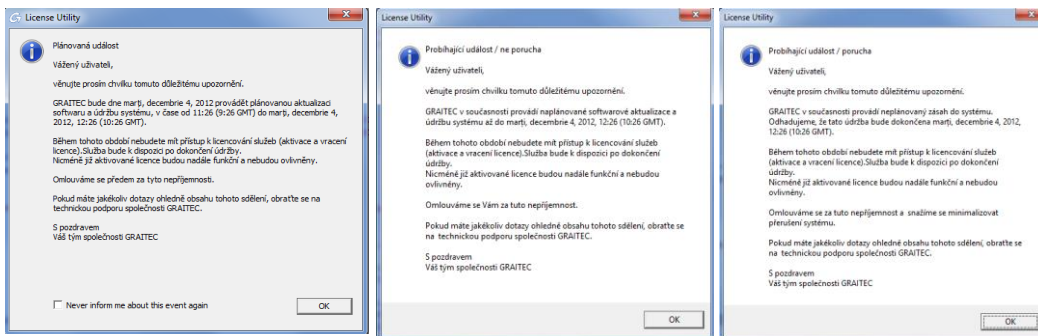 License Utility
Plánovaná událost
Vážený uživateli,
věnujte prosím chvilku tomuto důležitému upozornění.
GRAITEC bude dne marți, decembrie 4, 2012 provádět plánovanou aktualizaci
softwaru a údržbu systému, v čase od 11:26 (9:26 GMT) do marți, decembrie 4,
2012, 12:26 (10:26 GMT).
Během tohoto období nebudete mít přístup k licencování služeb (aktivace a vracení
licence).Služba bude k dispozici po dokončení údržby.
Nicméně již aktivované licence budou nadále funkční a nebudou ovlivněny.
Omlouváme se předem za tyto nepříjemnosti.
Pokud máte jakékoliv dotazy ohledně obsahu tohoto sdělení, obraťte se na
technickou podporu společnosti GRAITEC.
S pozdravem
Váš tým společnosti GRAITEC
Never inform me about this event again
OK
License Utility
Probíhající událost / ne porucha
Vážený uživateli,
věnujte prosím chvilku tomuto důležitému upozornění.
GRAITEC v současnosti provádí neplánované softwarové aktualizace a
údržbu systému až do marți, decembrie 4, 2012, 12:26 (10:26 GMT).
Během tohoto období nebudete mít přístup k licencování služeb
(aktivace a vracení licence).Služba bude k dispozici po dokončení
údržby.
Nicméně již aktivované licence budou nadále funkční a nebudou
ovlivněny.
Omlouváme se Vám za tuto nepříjemnost.
Pokud máte jakékoliv dotazy ohledně obsahu tohoto sdělení, obraťte se
na technickou podporu společnosti GRAITEC.
S pozdravem
Váš tým společnosti GRAITEC
OK
License Utility
Probíhající událost / porucha
Vážený uživateli,
věnujte prosím chvilku tomuto důležitému upozornění.
GRAITEC v současnosti provádí neplánovaný zásah do systému.
Odhadujeme, že tato údržba bude dokončena marți, decembrie 4, 2012,
12:26 (10:26 GMT).
Během tohoto období nebudete mít přístup k licencování služeb
(aktivace a vracení licence).Služba bude k dispozici po dokončení
údržby.
Nicméně již aktivované licence budou nadále funkční a nebudou
ovlivněny.
Omlouváme se za tuto nepříjemnost a snažíme se minimalizovat
přerušení systému.
Pokud máte jakékoliv dotazy ohledně obsahu tohoto sdělení, obraťte se
na technickou podporu společnosti GRAITEC.
S pozdravem
Váš tým společnosti GRAITEC
OK